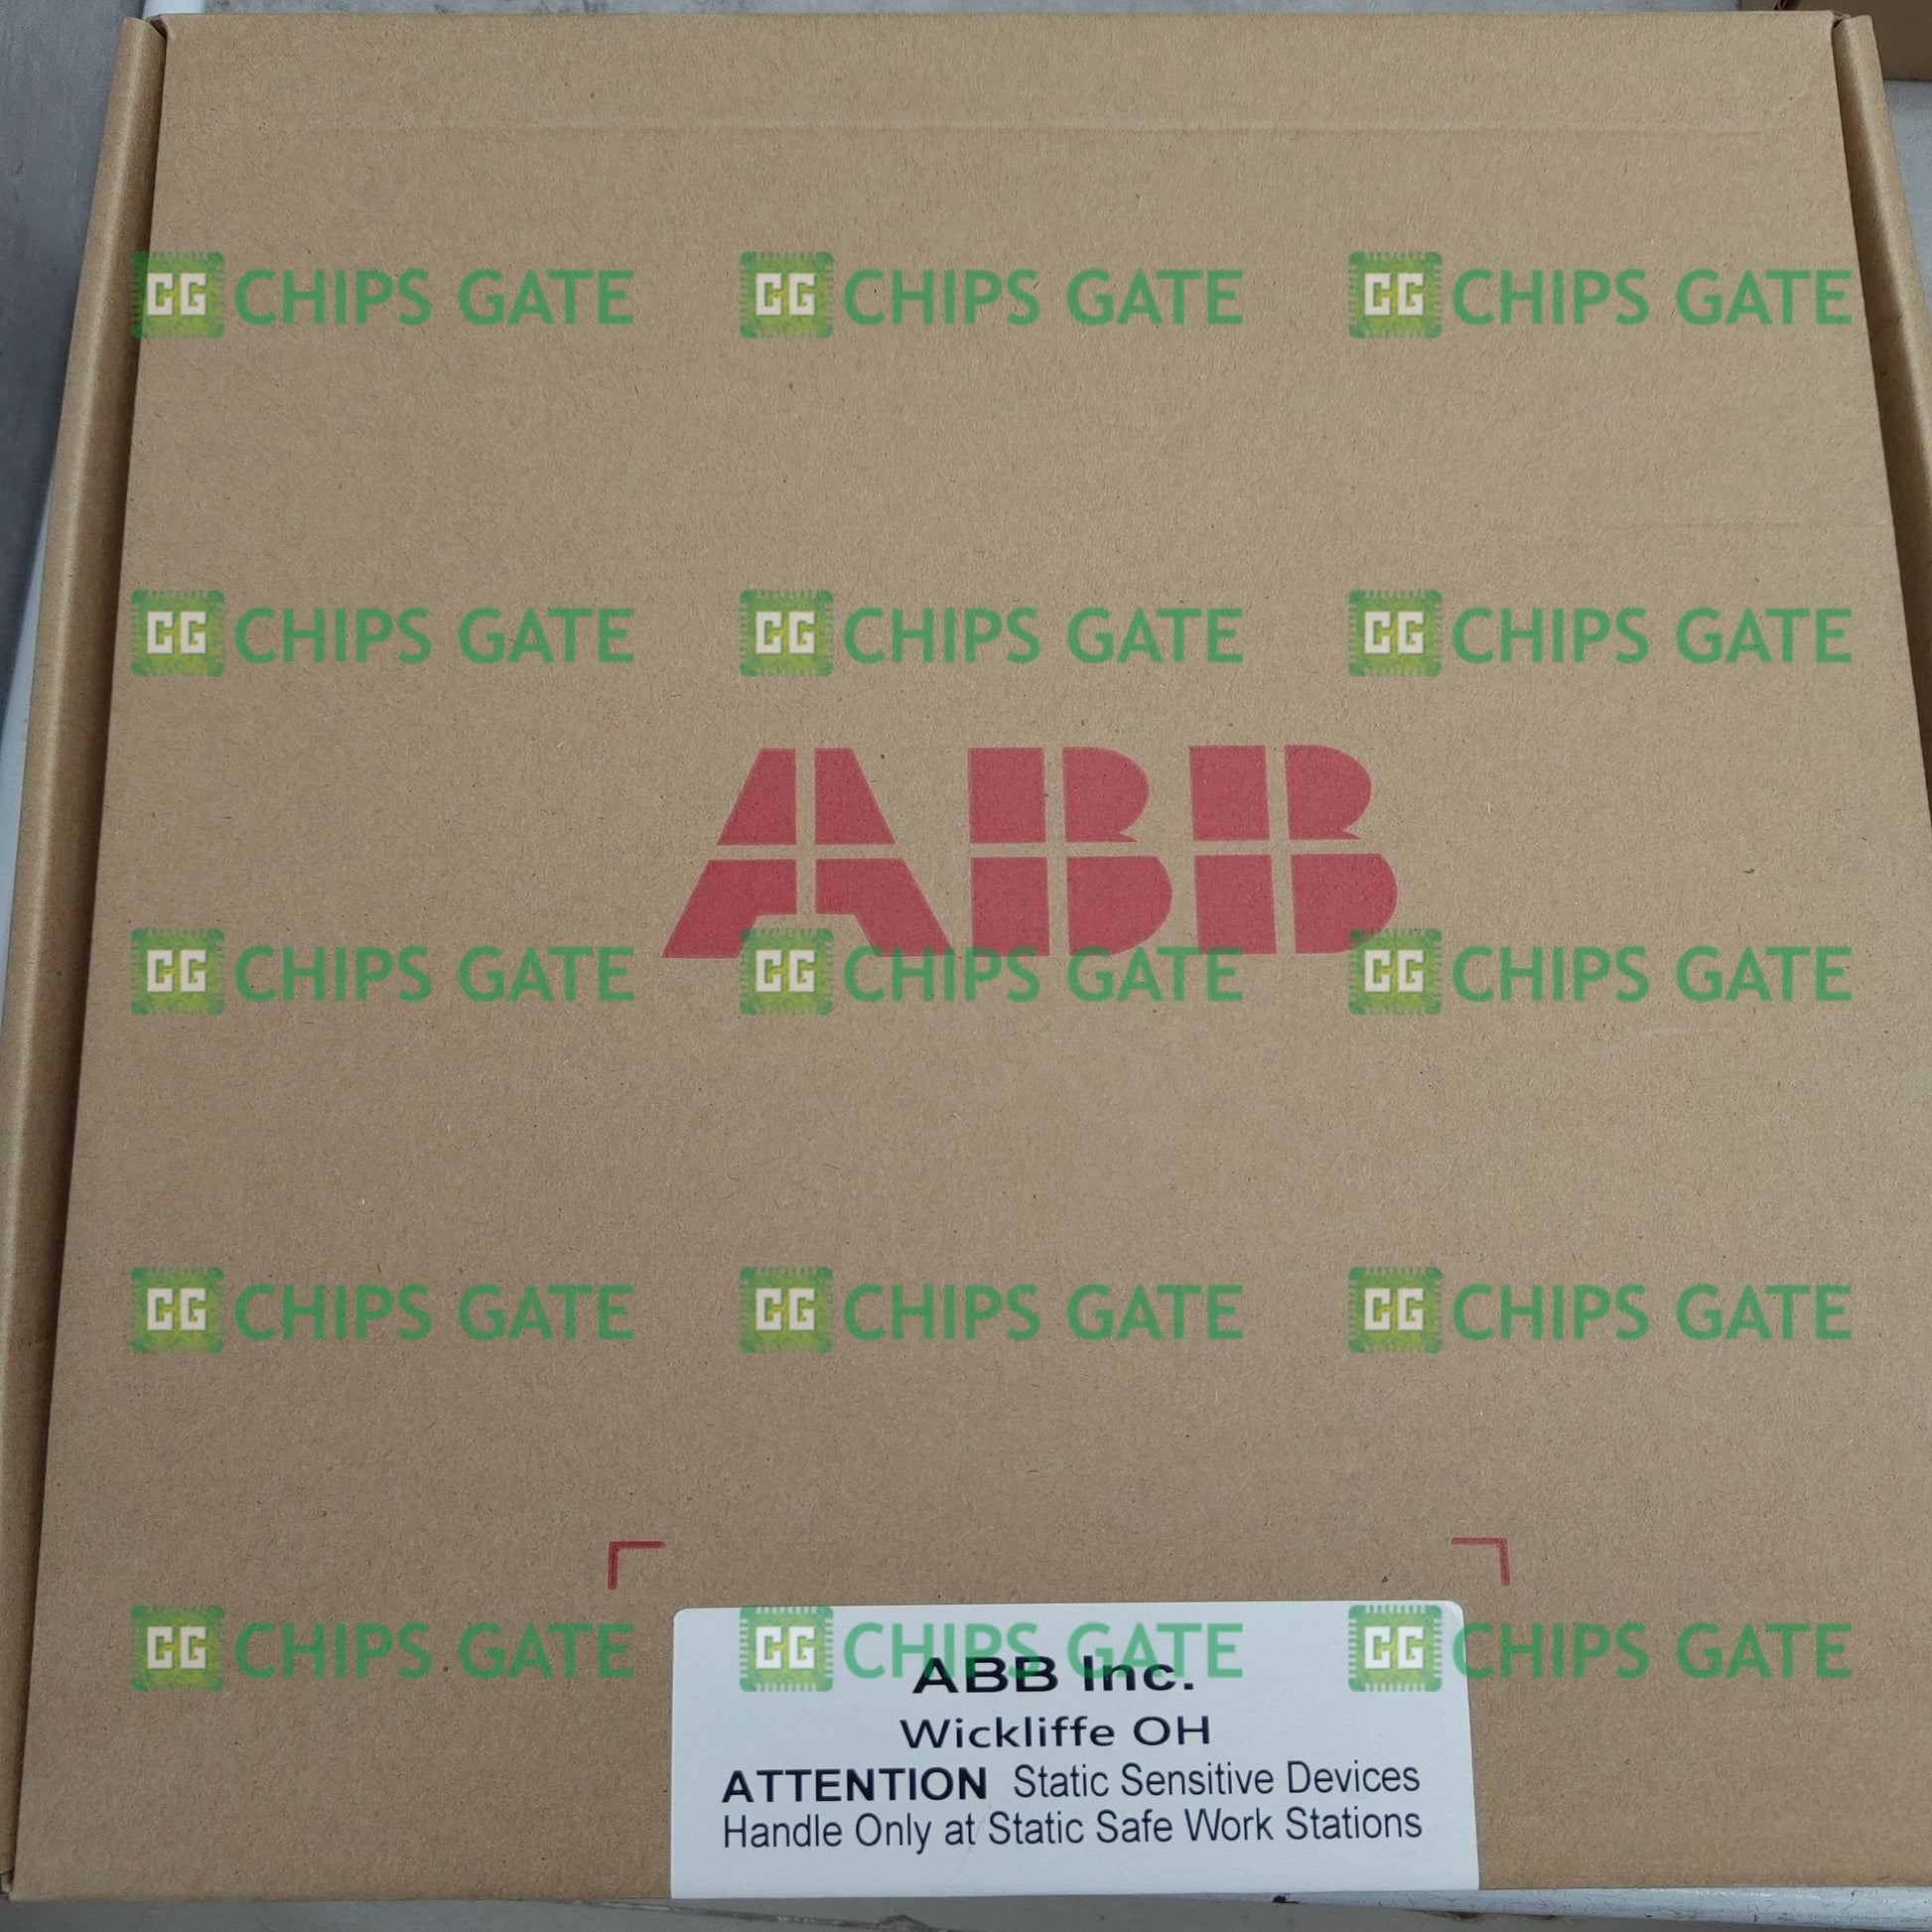 CG CHIPS GATE CG CHIPS GATE CG CHIPS GATE
CG CHIPS GATE CG CHIPS GATE CG CHIPS GATE
ABB
CG CHIPS GATE CG CHIPS GATE CG CHIPS GATE
CG CHIPS GATE CG CHIPS GATE CG CHIPS GATE
CG CHIPS GATE CG CHIPS GATE CG CHIPS GATE
ABB Inc.
Wickliffe OH
ATTENTION Static Sensitive Devices
Handle Only at Static Safe Work Stations